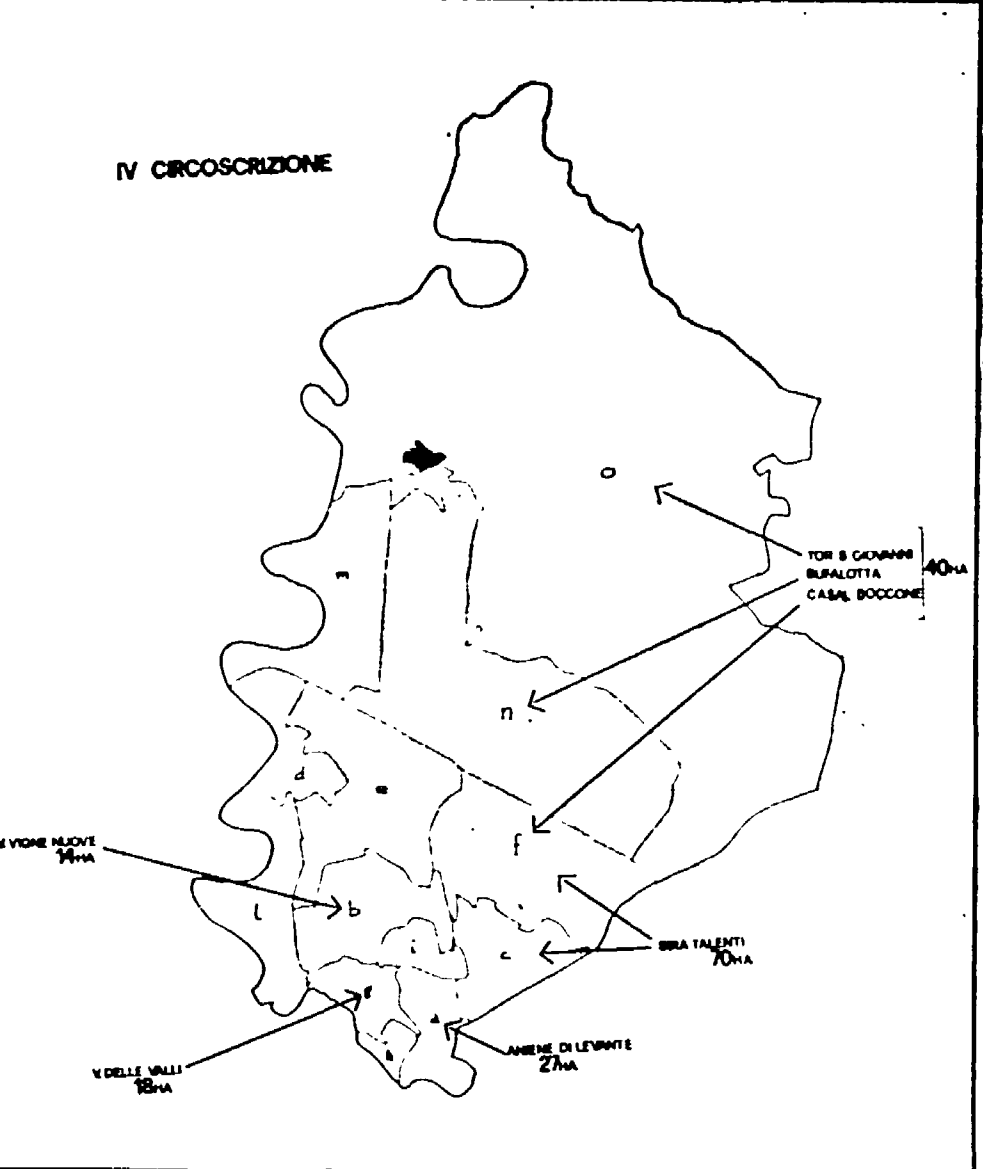 IV CIRCOSCRIZIONE
o
m
TOR S GIOVANNI
BUFALOTTA
CASAL BOCCONE
40HA
n
d
e
f
VIGNE NUOVE
14HA
l
b
i
c
TALENTI
70HA
g
a
h
ANIENE DI LEVANTE
27HA
V. DELLE VALLI
18HA